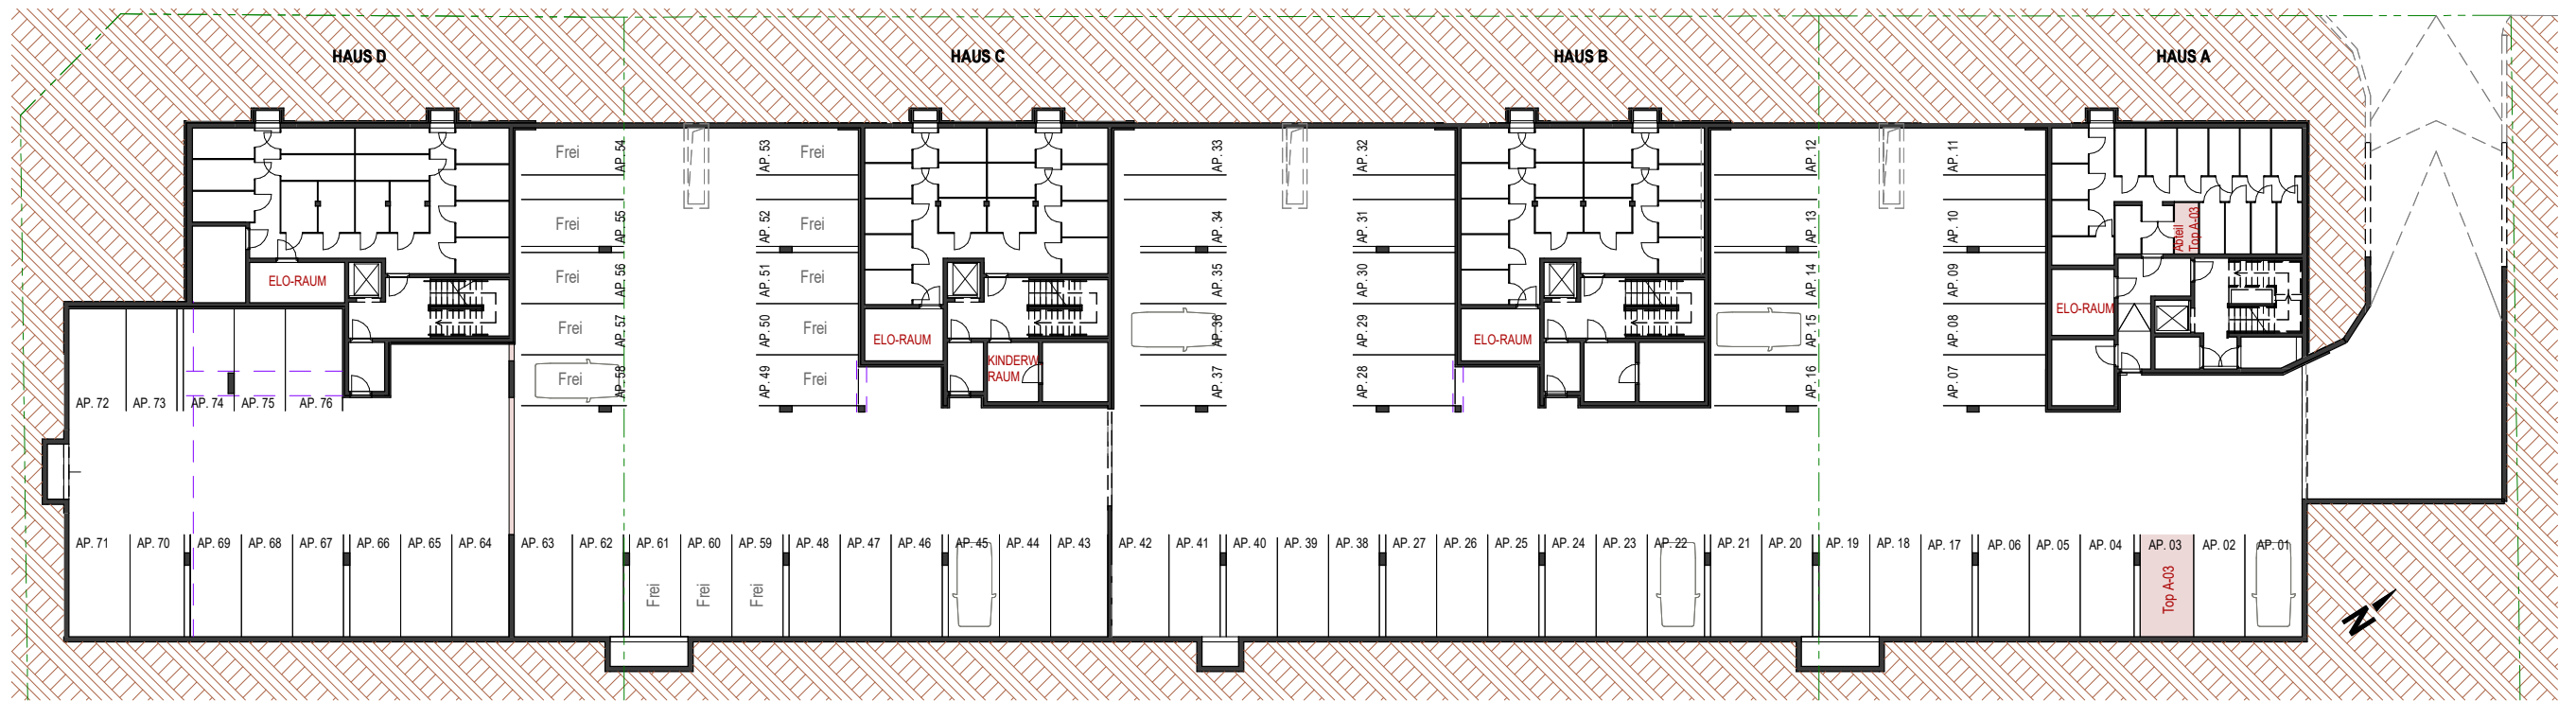 HAUS D
HAUS C
HAUS B
HAUS A
Frei
AP. 54
AP. 53
Frei
AP. 33
AP. 32
AP. 12
AP. 11
Frei
AP. 55
AP. 52
Frei
AP. 34
AP. 31
AP. 13
AP. 10
Abteil
Top A-03
ELO-RAUM
Frei
AP. 56
AP. 51
Frei
AP. 35
AP. 30
AP. 14
AP. 09
ELO-RAUM
Frei
AP. 57
AP. 50
Frei
ELO-RAUM
AP. 36
AP. 29
ELO-RAUM
AP. 15
AP. 08
Frei
AP. 58
AP. 49
Frei
KINDERW
RAUM
AP. 37
AP. 28
AP. 16
AP. 07
AP. 72
AP. 73
AP. 74
AP. 75
AP. 76
AP. 71
AP. 70
AP. 69
AP. 68
AP. 67
AP. 66
AP. 65
AP. 64
AP. 63
AP. 62
AP. 61
AP. 60
AP. 59
AP. 48
AP. 47
AP. 46
AP. 45
AP. 44
AP. 43
AP. 42
AP. 41
AP. 40
AP. 39
AP. 38
AP. 27
AP. 26
AP. 25
AP. 24
AP. 23
AP. 22
AP. 21
AP. 20
AP. 19
AP. 18
AP. 17
AP. 06
AP. 05
AP. 04
AP. 03
AP. 02
AP. 01
Frei
Frei
Frei
Top A-03
N